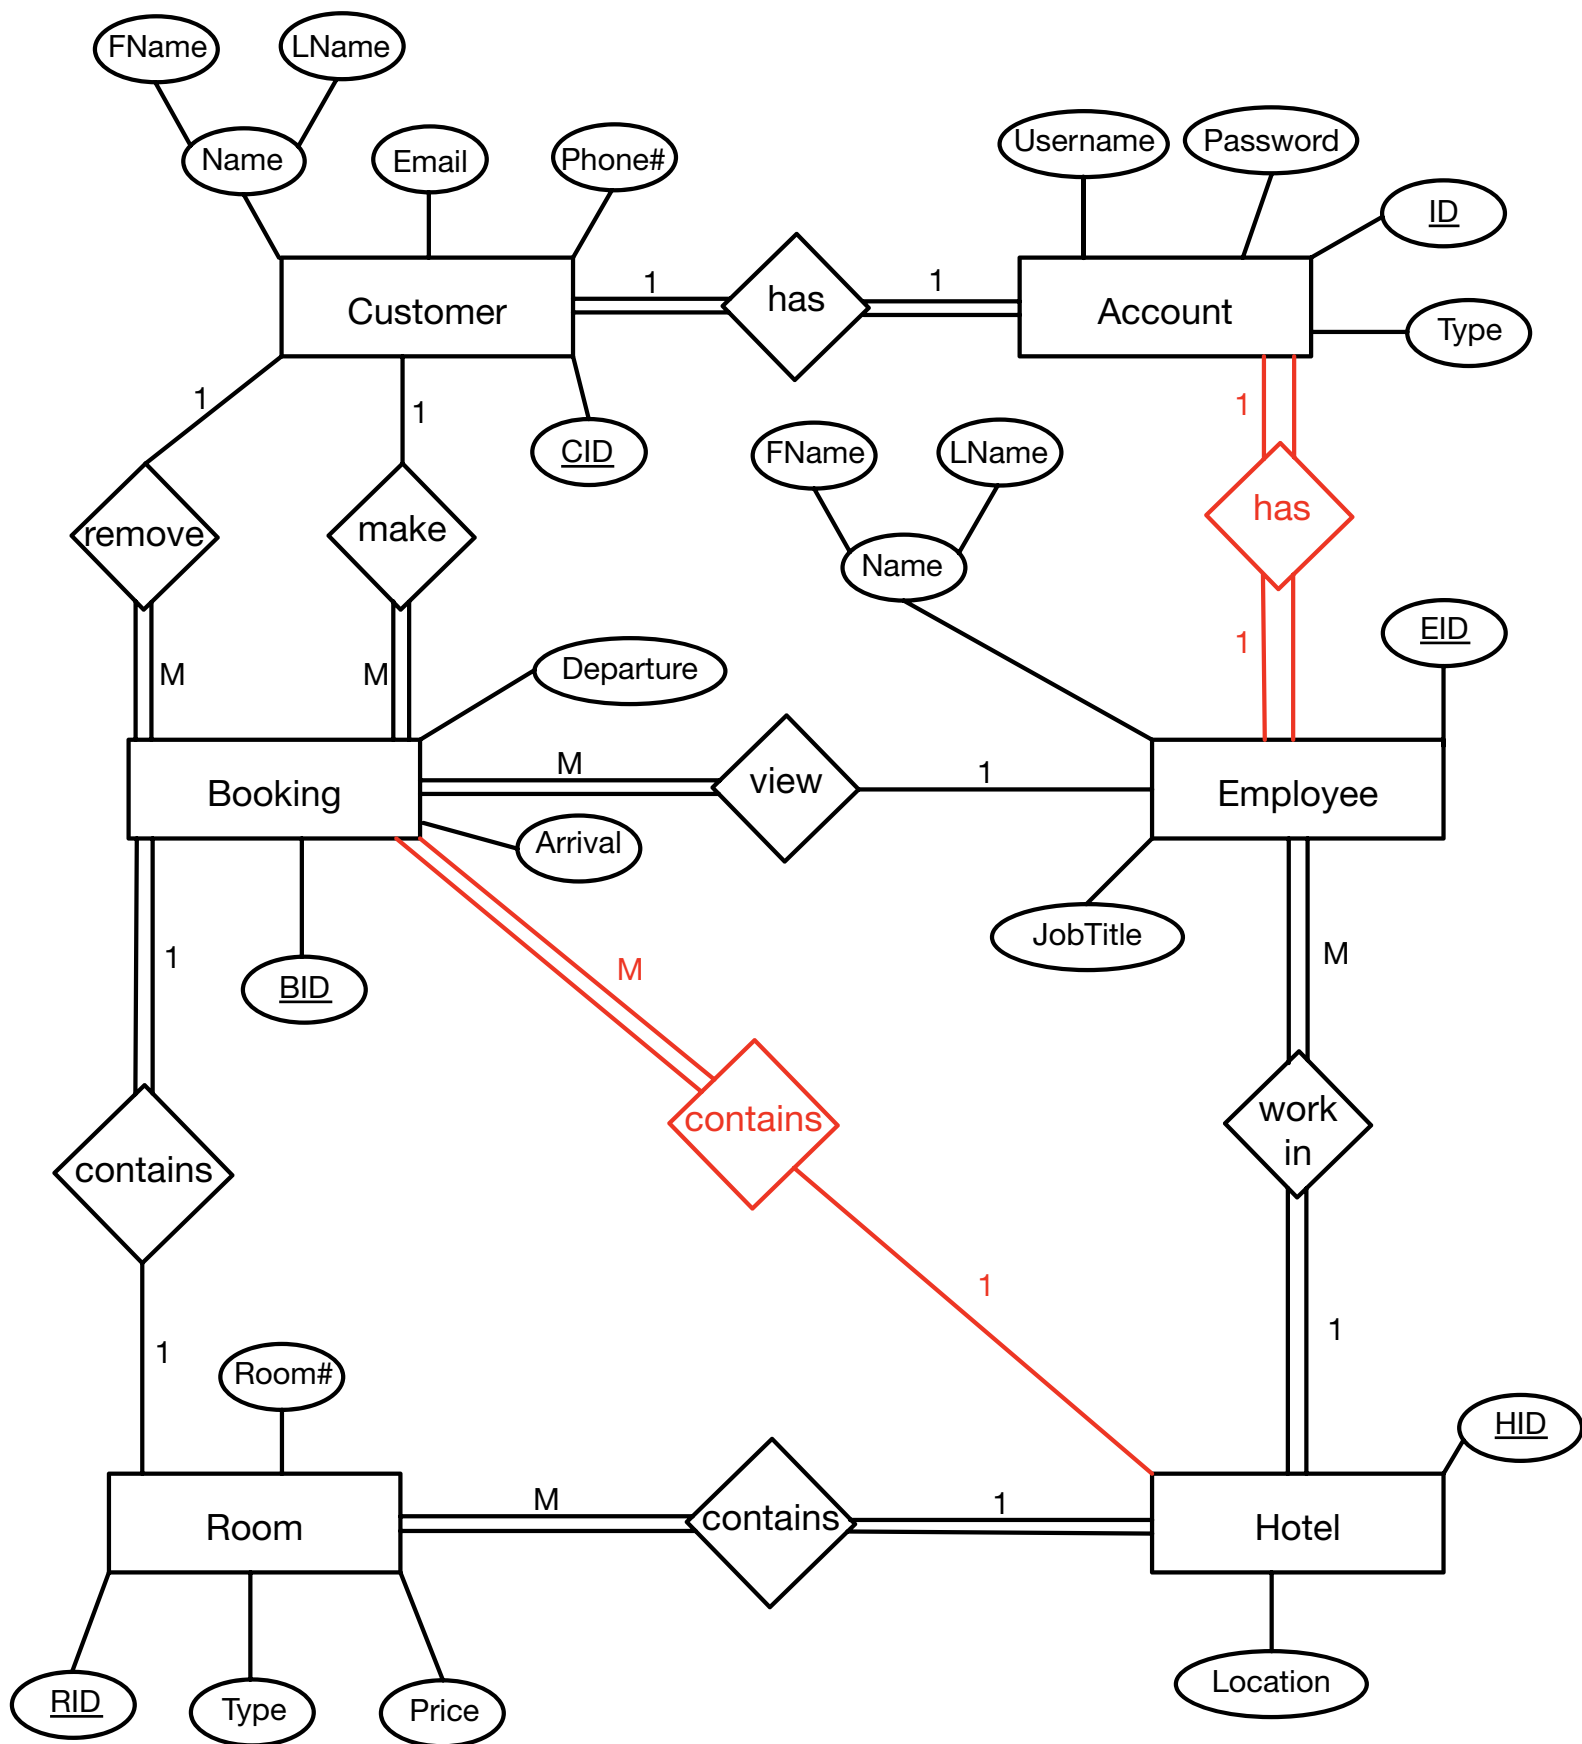 FName
LName
Name
Email
Phone#
Username
Password
ID
Customer
1
has
1
Account
Type
1
1
CID
FName
LName
1
has
remove
make
Name
1
EID
M
M
Departure
Booking
M
view
1
Employee
Arrival
JobTitle
1
BID
M
M
contains
work
in
contains
1
1
1
Room#
HID
Room
M
contains
1
Hotel
RID
Type
Price
Location